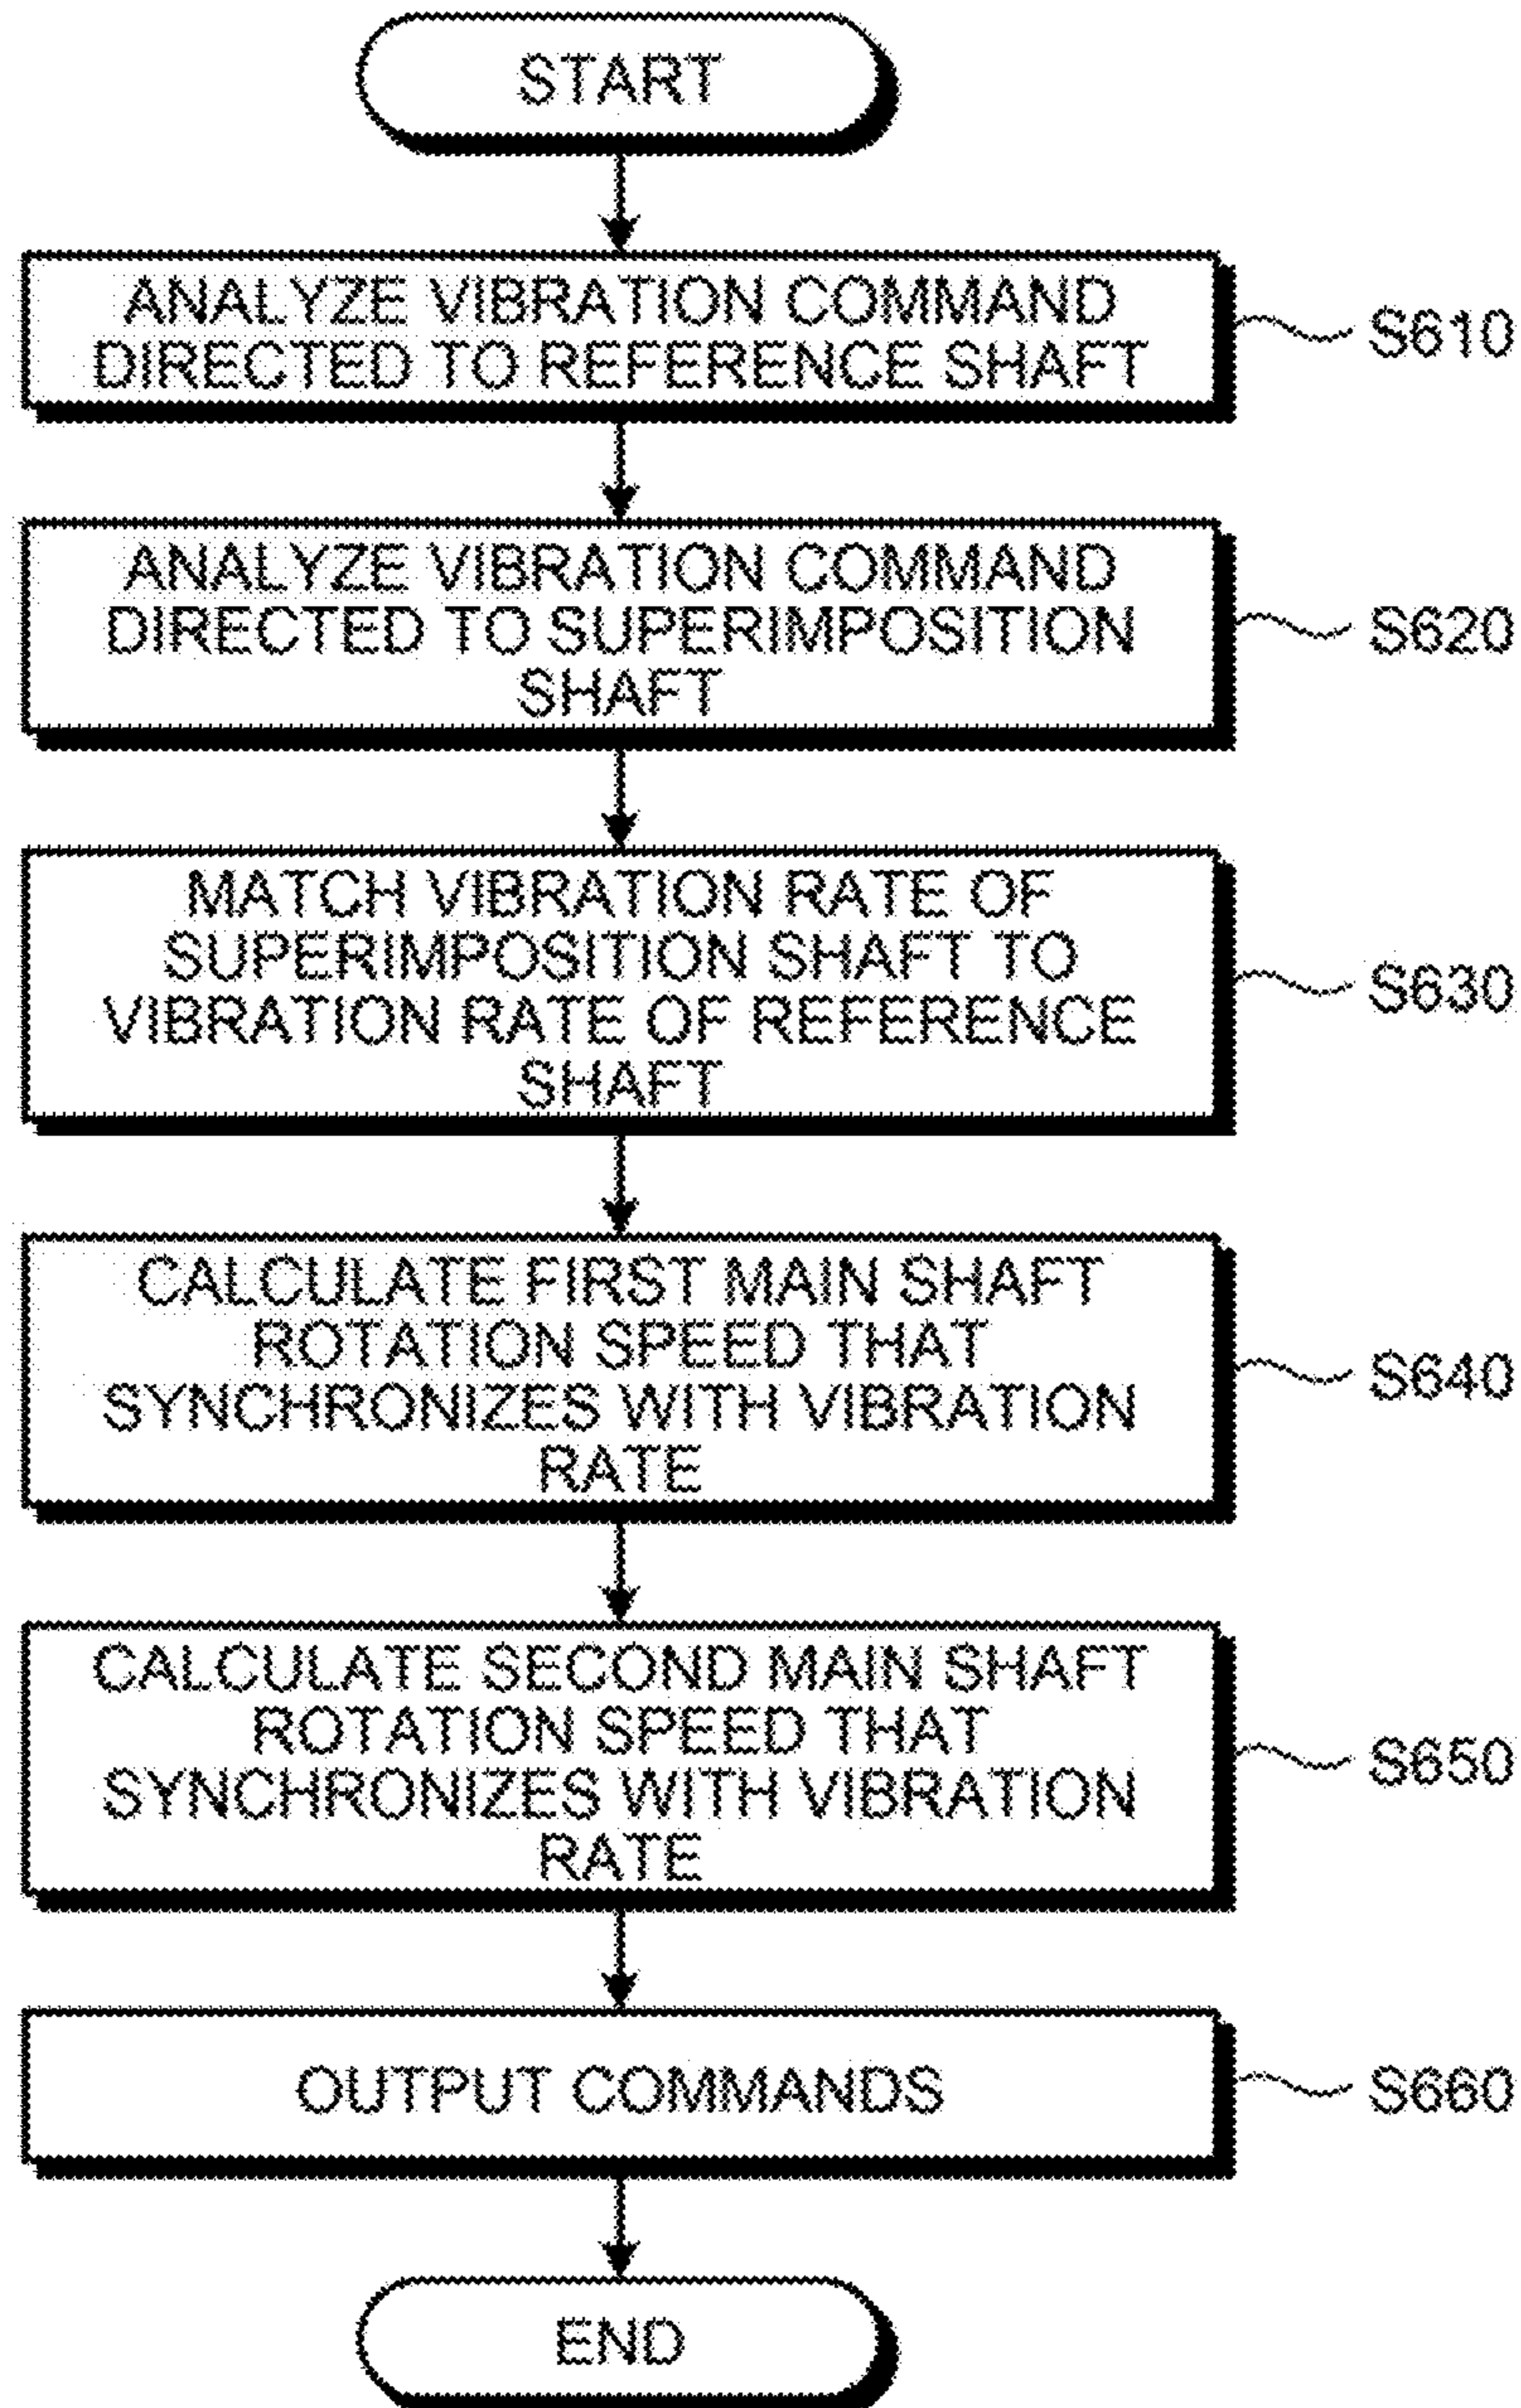 START
ANALYZE VIBRATION COMMAND
DIRECTED TO REFERENCE SHAFT
S610
ANALYZE VIBRATION COMMAND
DIRECTED TO SUPERIMPOSITION
SHAFT
S620
MATCH VIBRATION RATE OF
SUPERIMPOSITION SHAFT TO
VIBRATION RATE OF REFERENCE
SHAFT
S630
CALCULATE FIRST MAIN SHAFT
ROTATION SPEED THAT
SYNCHRONIZES WITH VIBRATION
RATE
S640
CALCULATE SECOND MAIN SHAFT
ROTATION SPEED THAT
SYNCHRONIZES WITH VIBRATION
RATE
S650
OUTPUT COMMANDS
S660
END